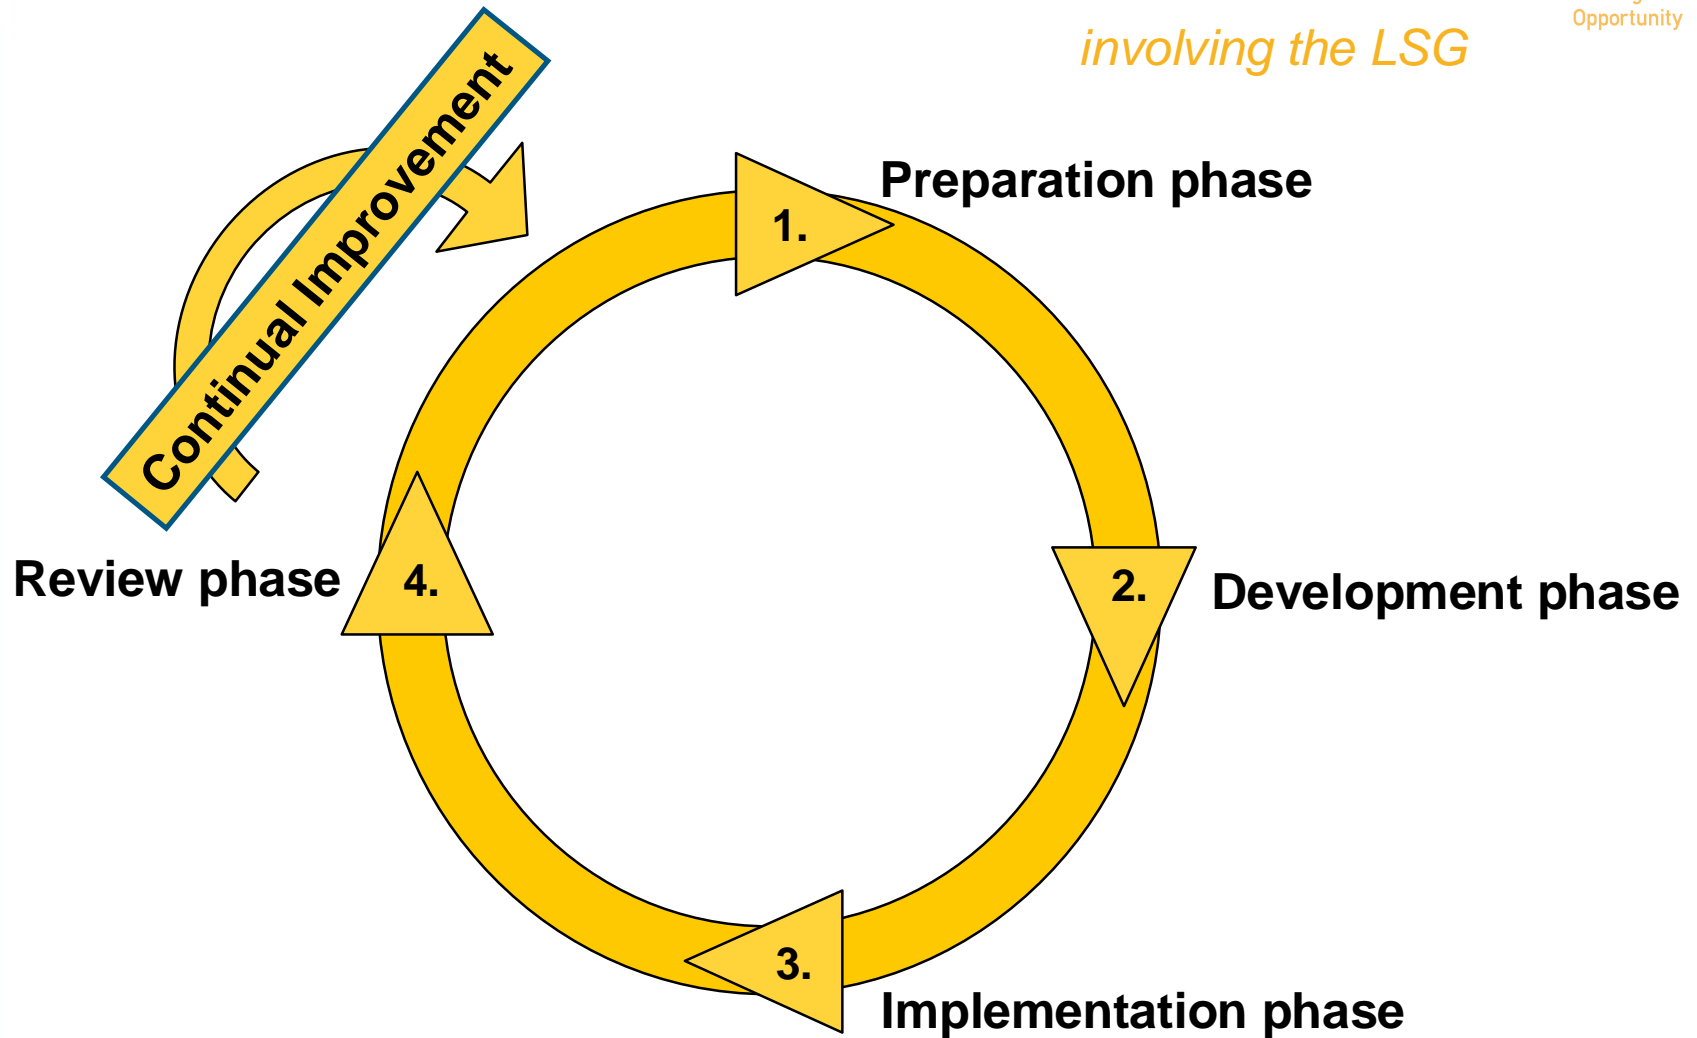 Opportunity
involving the LSG
Continual Improvement
1.
Preparation phase
2.
Development phase
3.
Implementation phase
4.
Review phase